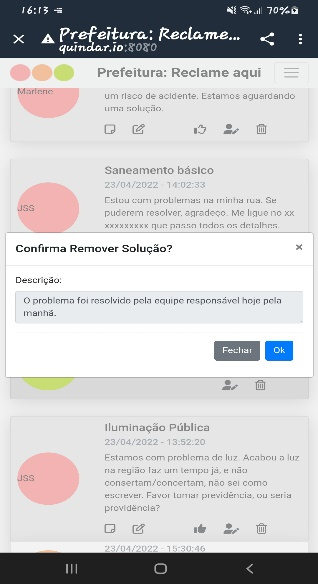 16:13
70%
Prefeitura: Reclame...
quindar.io:8080
Prefeitura: Reclame aqui
Marlene
um risco de acidente. Estamos aguardando
uma solução.
Saneamento básico
23/04/2022 - 14:02:33
JSS
Estou com problemas na minha rua. Se
puderem resolver, agradeço. Me ligue no xx
xxxxxxxxx que passo todos os detalhes.
Confirma Remover Solução?
×
Descrição:
O problema foi resolvido pela equipe responsável hoje pela
manhã.
Fechar
Ok
Iluminação Pública
23/04/2022 - 13:52:20
JSS
Estamos com problema de luz. Acabou a luz
na região faz um tempo já, e não
consertam/concertam, não sei como
escrever. Favor tomar previdência, ou seria
providência?
23/04/2022 - 15:30:46